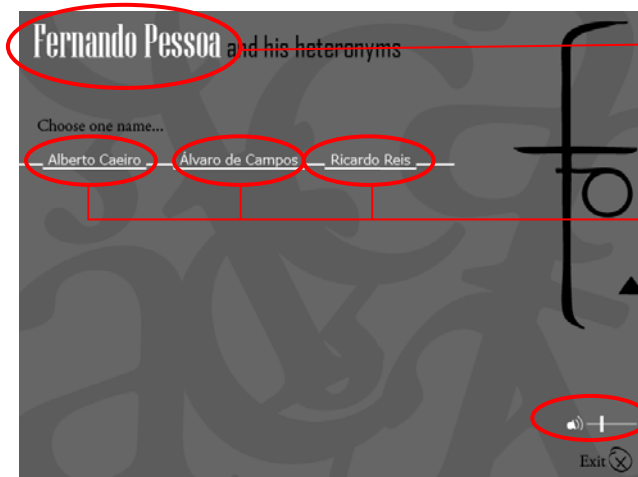 Fernando Pessoa and his heteronyms
Choose one name...
Alberto Caeiro Álvaro de Campos Ricardo Reis
Exit